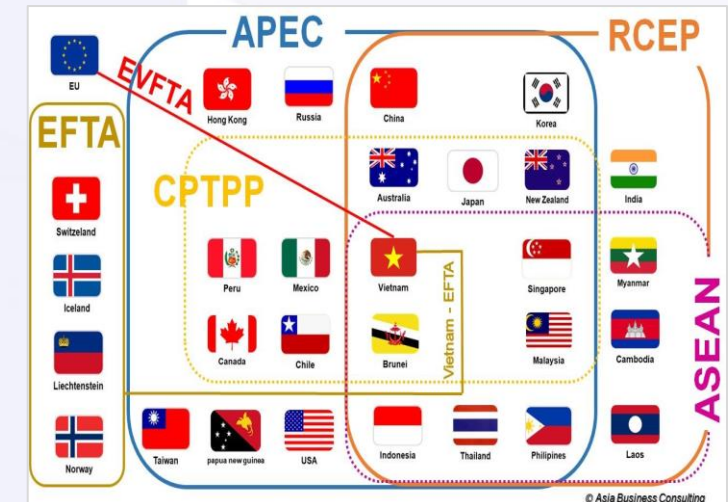 APEC
RCEP
EU
EVFTA
Hong Kong
Russia
China
Korea
EFTA
CPTPP
Australia
Japan
New Zealand
India
Switzeland
Iceland
Peru
Mexico
Vietnam
Singapore
Myanmar
Vietnam - EFTA
ASEAN
Liechtenstein
Canada
Chile
Brunei
Malaysia
Cambodia
Norway
Taiwan
papua new guinea
USA
Indonesia
Thailand
Philipines
Laos
© Asia Business Consulting